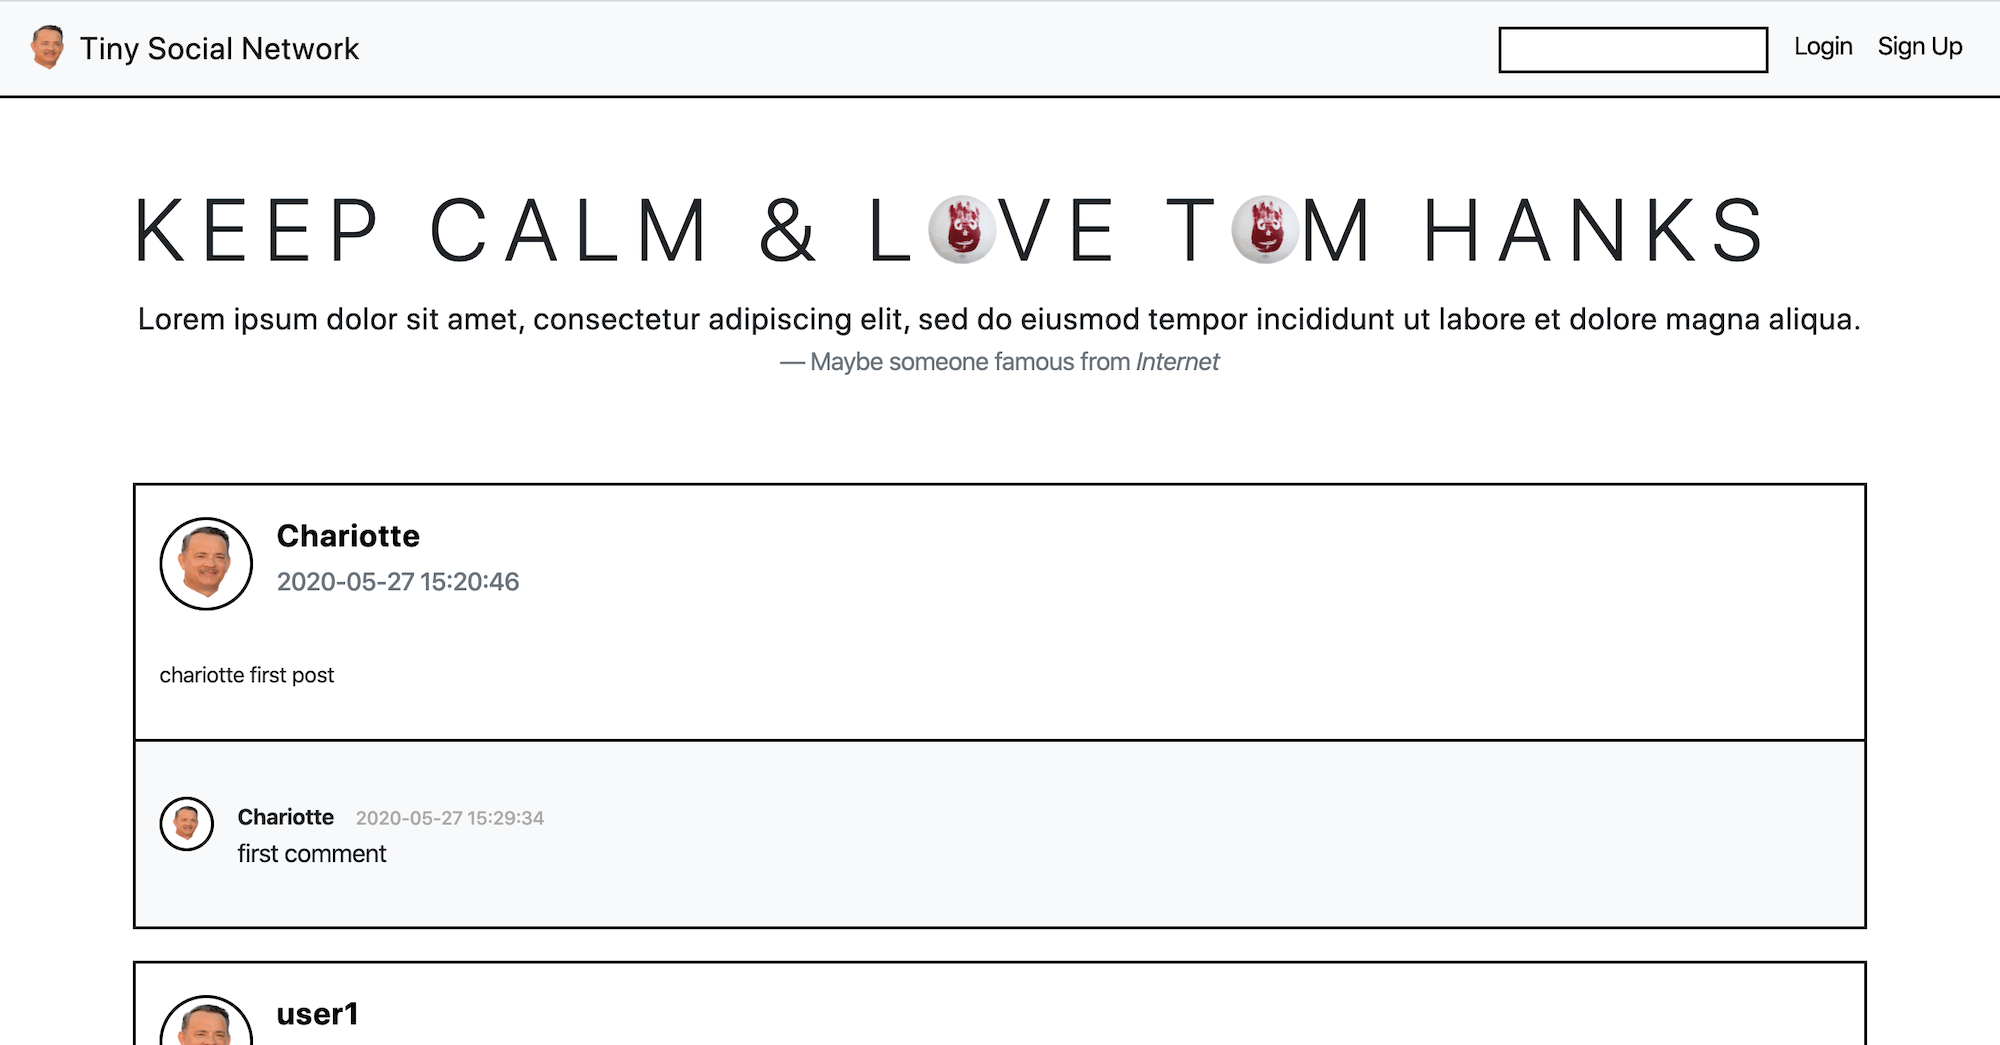 Tiny Social Network
Login Sign Up
KEEP CALM & LOVE TOM HANKS
Lorem ipsum dolor sit amet, consectetur adipiscing elit, sed do eiusmod tempor incididunt ut labore et dolore magna aliqua.
— Maybe someone famous from Internet
Chariotte
2020-05-27 15:20:46
chariotte first post
Chariotte 2020-05-27 15:29:34
first comment
user1